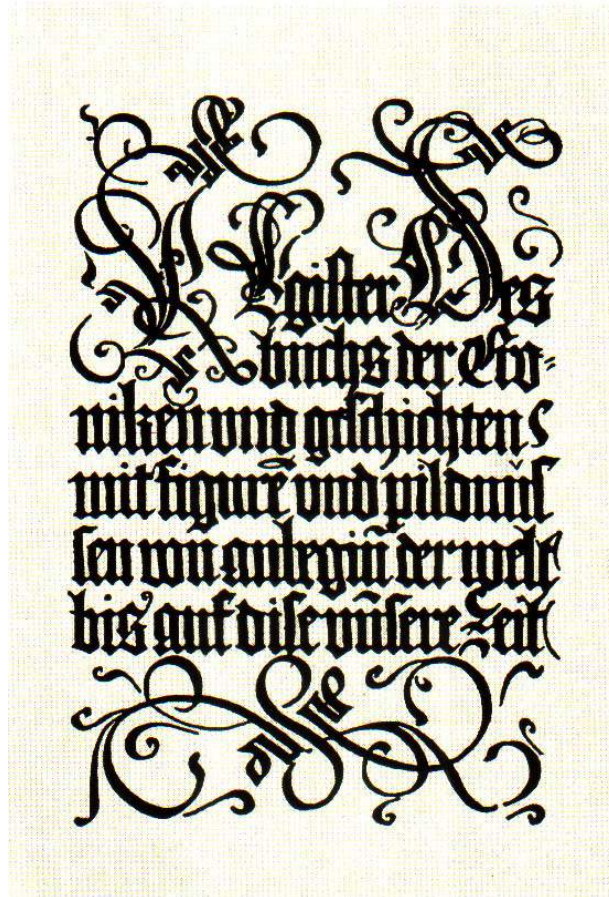 REgister Des
buchs der Cro-
niken vnd geschichten
mit figurē vnd pildnüs
sen von anbegiñ der welt
bis auf dise vnsere Zeit